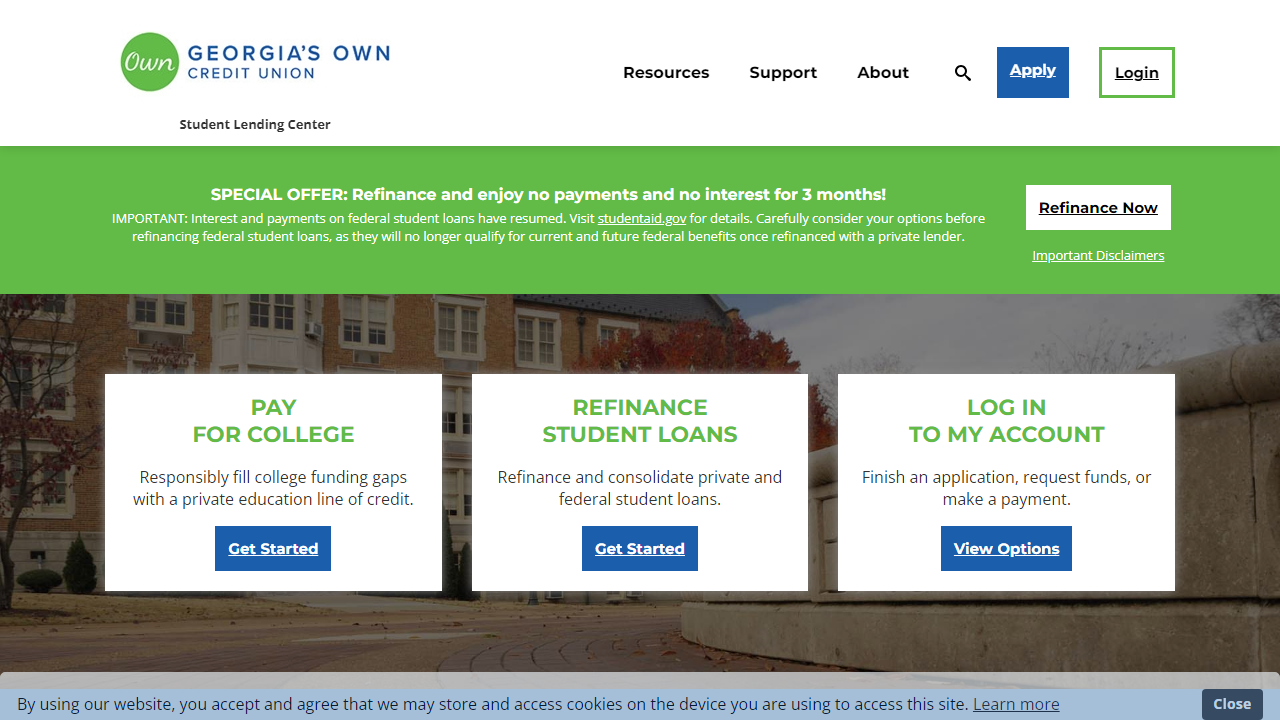 Own
GEORGIA'S OWN
CREDIT UNION
Student Lending Center
Resources
Support
About
Apply
Login
SPECIAL OFFER: Refinance and enjoy no payments and no interest for 3 months!
IMPORTANT: Interest and payments on federal student loans have resumed. Visit studentaid.gov for details. Carefully consider your options before
refinancing federal student loans, as they will no longer qualify for current and future federal benefits once refinanced with a private lender.
Refinance Now
Important Disclaimers
PAY
FOR COLLEGE
Responsibly fill college funding gaps
with a private education line of credit.
Get Started
REFINANCE
STUDENT LOANS
Refinance and consolidate private and
federal student loans.
Get Started
LOG IN
TO MY ACCOUNT
Finish an application, request funds, or
make a payment.
View Options
By using our website, you accept and agree that we may store and access cookies on the device you are using to access this site. Learn more
Close